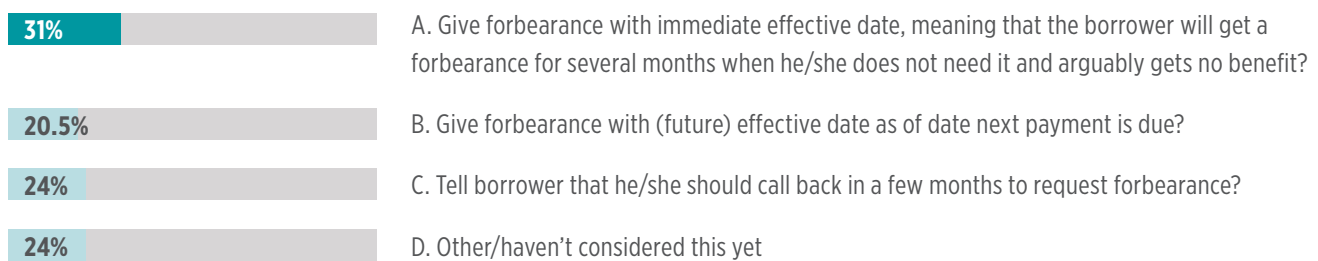 31%
A. Give forbearance with immediate effective date, meaning that the borrower will get a
forbearance for several months when he/she does not need it and arguably gets no benefit?
20.5%
B. Give forbearance with (future) effective date as of date next payment is due?
24%
C. Tell borrower that he/she should call back in a few months to request forbearance?
24%
D. Other/haven’t considered this yet